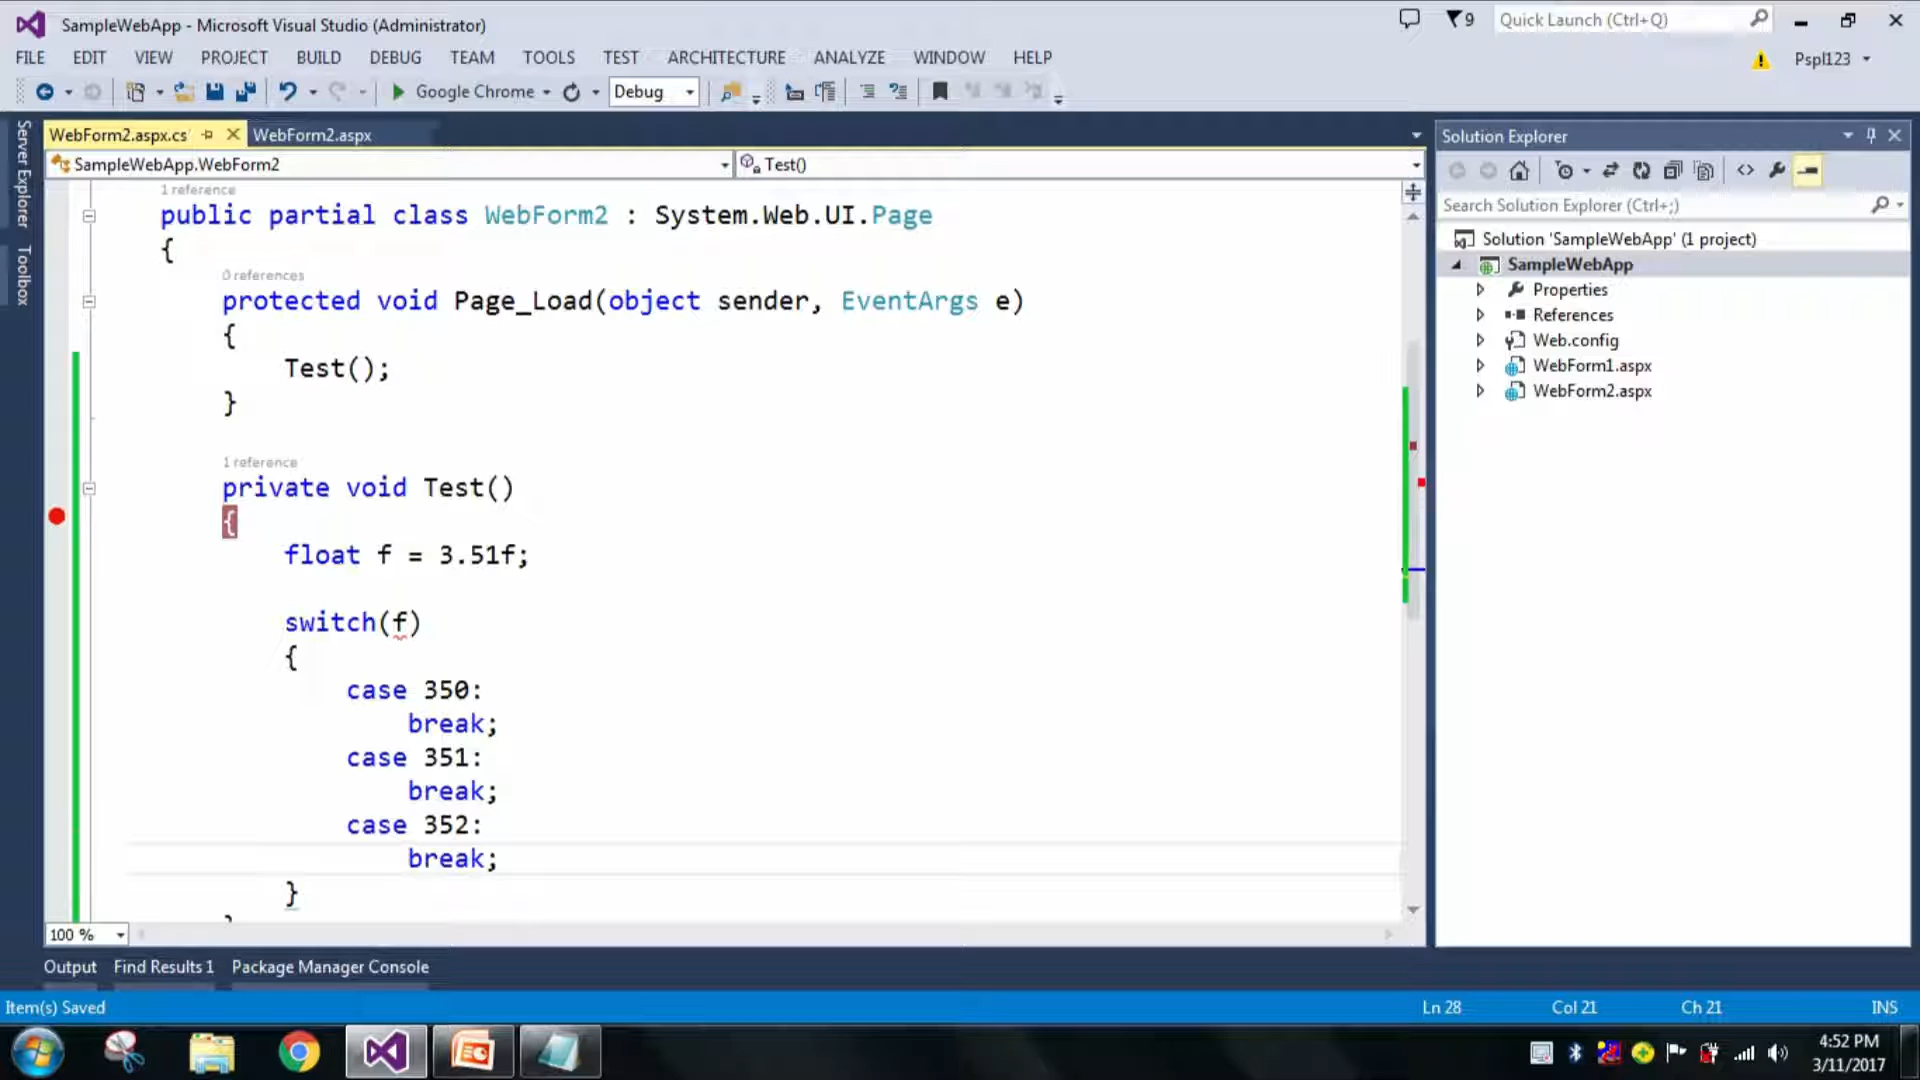 SampleWebApp - Microsoft Visual Studio (Administrator)
9
Quick Launch (Ctrl+Q)
FILE EDIT VIEW PROJECT BUILD DEBUG TEAM TOOLS TEST ARCHITECTURE ANALYZE WINDOW HELP
Pspl123
Google Chrome Debug
Server Explorer
Toolbox
WebForm2.aspx.cs WebForm2.aspx
SampleWebApp.WebForm2 Test()
1 reference
public partial class WebForm2 : System.Web.UI.Page
{
0 references
protected void Page_Load(object sender, EventArgs e)
{
Test();
}
1 reference
private void Test()
{
float f = 3.51f;
switch(f)
{
case 350:
break;
case 351:
break;
case 352:
break;
}
100 %
Solution Explorer
Search Solution Explorer (Ctrl+;)
Solution 'SampleWebApp' (1 project)
SampleWebApp
Properties
References
Web.config
WebForm1.aspx
WebForm2.aspx
Output Find Results 1 Package Manager Console
Item(s) Saved Ln 28 Col 21 Ch 21 INS
4:52 PM
3/11/2017